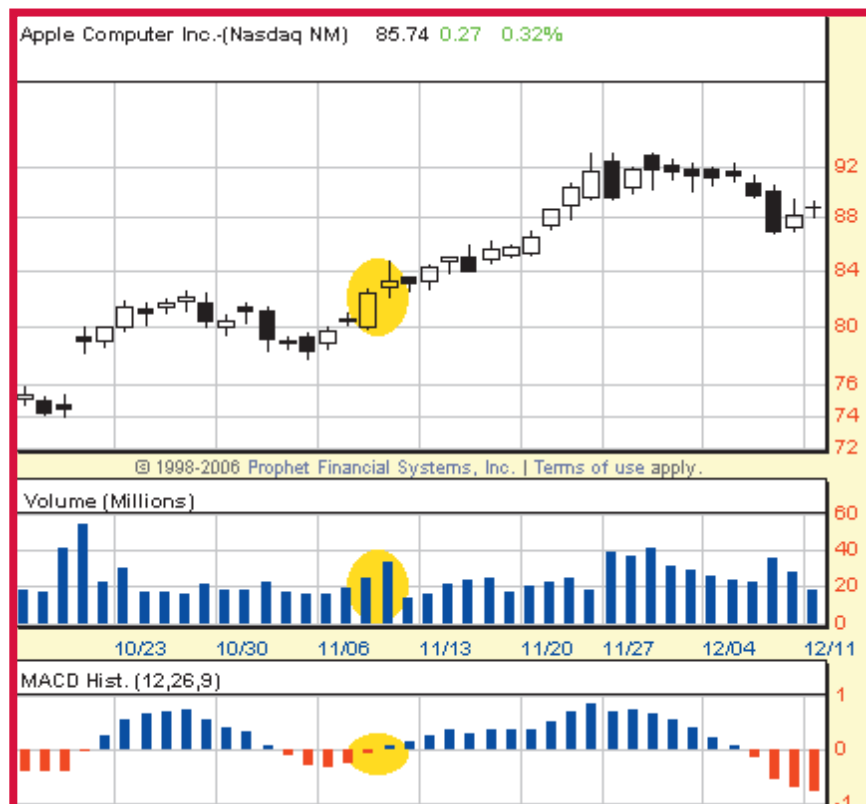 Apple Computer Inc.-(Nasdaq NM) 85.74 0.27 0.32%
92
88
84
80
76
74
72
© 1998-2006 Prophet Financial Systems, Inc. | Terms of use apply.
Volume (Millions)
60
40
20
0
10/23 10/30 11/06 11/13 11/20 11/27 12/04 12/11
MACD Hist. (12,26,9)
1
0
-1